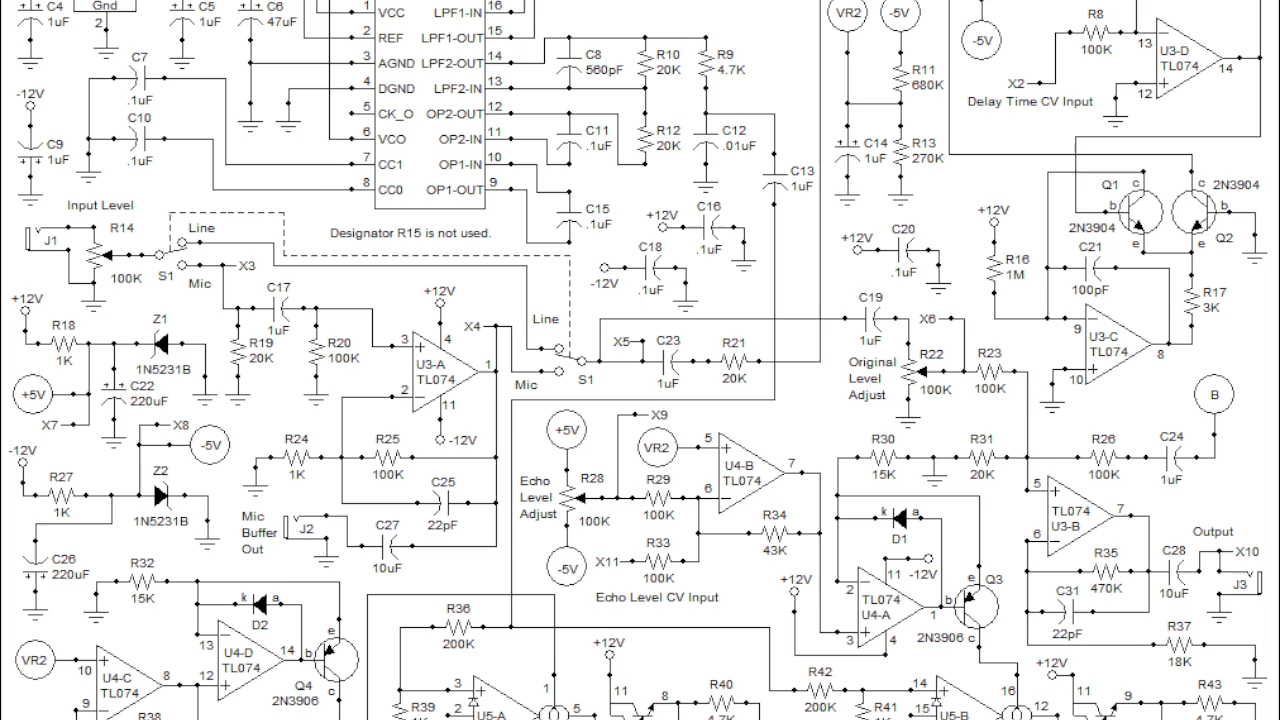 C4
1uF
Gnd
2
C5
1uF
C6
47uF
1
VCC
LPF1-IN
16
2
REF
LPF1-OUT
15
3
AGND
LPF2-OUT
14
4
DGND
LPF2-IN
13
5
CK_O
OP2-OUT
12
6
VCO
OP2-IN
11
7
CC1
OP1-IN
10
8
CC0
OP1-OUT
9
C7
.1uF
-12V
C10
.1uF
C9
1uF
C8
560pF
R10
20K
R9
4.7K
C11
.1uF
R12
20K
C12
.01uF
C13
1uF
C15
.1uF
VR2
-5V
-5V
R11
680K
C14
1uF
R13
270K
R8
100K
13
U3-D
TL074
14
12
X2
Delay Time CV Input
Q1
c
b
2N3904
e
c
2N3904
b
e
Q2
Input Level
J1
R14
100K
Line
S1
Mic
X3
Designator R15 is not used.
+12V
C16
.1uF
C18
-12V
.1uF
+12V
C20
.1uF
+12V
R16
1M
C21
100pF
R17
3K
9
U3-C
TL074
8
10
+12V
R18
1K
Z1
1N5231B
+5V
C22
220uF
X7
C17
1uF
R19
20K
R20
100K
+12V
3
4
U3-A
TL074
1
2
11
-12V
X4
Line
Mic
S1
X5
C23
1uF
R21
20K
C19
1uF
X6
Original
Level
Adjust
R22
100K
R23
100K
B
X8
-5V
-12V
R27
1K
Z2
1N5231B
C26
220uF
R24
1K
R25
100K
C25
22pF
Mic
Buffer
Out
J2
C27
10uF
+5V
X9
VR2
5
U4-B
TL074
7
6
Echo
Level
Adjust
R28
100K
R29
100K
-5V
X11
R33
100K
R34
43K
Echo Level CV Input
R30
15K
R31
20K
R26
100K
C24
1uF
5
TL074
U3-B
7
6
Output
k
a
D1
11
-12V
2
TL074
U4-A
1
3
4
+12V
Q3
e
b
c
2N3906
R35
470K
C28
10uF
X10
J3
C31
22pF
R37
18K
R32
15K
k
a
D2
13
U4-D
TL074
14
12
b
e
c
Q4
2N3906
VR2
10
U4-C
TL074
8
9
R38
R36
200K
R39
1K
3
2
U5-A
1
5
+12V
11
8
R40
4.7K
R42
200K
R41
1K
14
15
U5-B
16
12
+12V
11
9
R43
4.7K